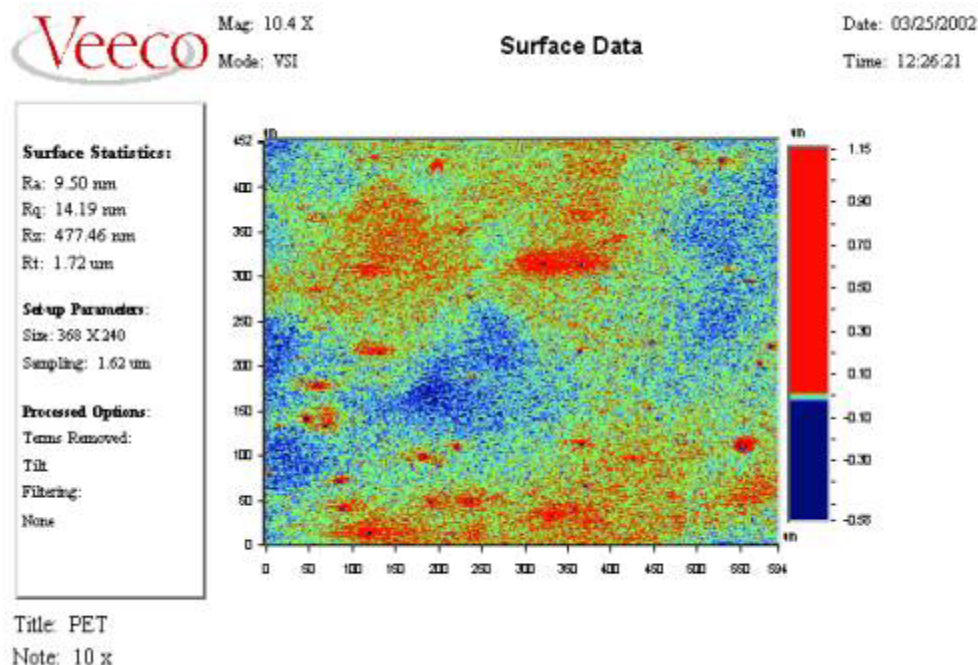 Veeco
Mag: 10.4 X
Mode: VSI
Surface Data
Date: 03/25/2002
Time: 12:26:21
Surface Statistics:
Ra: 9.50 nm
Rq: 14.19 nm
Rz: 477.46 nm
Rt: 1.72 um
Set-up Parameters:
Size: 368 X 240
Sampling: 1.62 um
Processed Options:
Terms Removed:
Tilt
Filtering:
None
um
452
400
350
300
250
200
150
100
50
0
0 50 100 150 200 250 300 350 400 450 500 550 594
um
um
1.15
0.90
0.70
0.50
0.30
0.10
-0.10
-0.30
-0.55
um
Title: PET
Note: 10 x